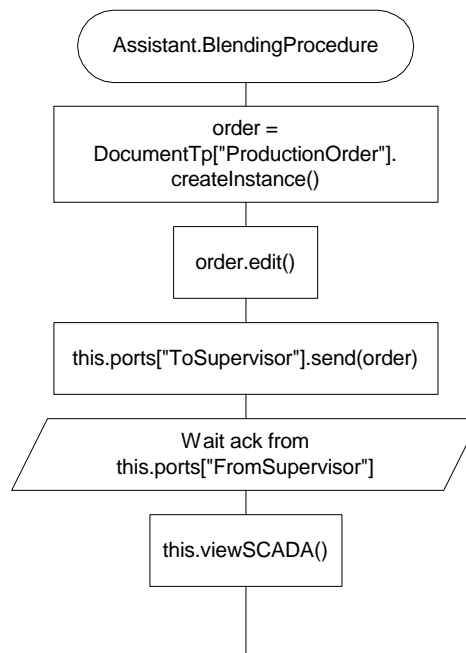 Assistant.BlendingProcedure
order =
DocumentTp["ProductionOrder"].
createInstance()
order.edit()
this.ports["ToSupervisor"].send(order)
Wait ack from
this.ports["FromSupervisor"]
this.viewSCADA()